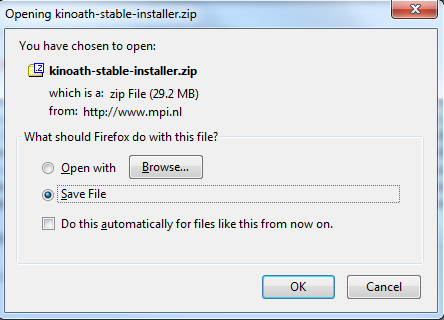 Opening kinoath-stable-installer.zip
You have chosen to open:
kinoath-stable-installer.zip
which is a: zip File (29.2 MB)
from: http://www.mpi.nl
What should Firefox do with this file?
Open with Browse...
Save File
Do this automatically for files like this from now on.
OK Cancel